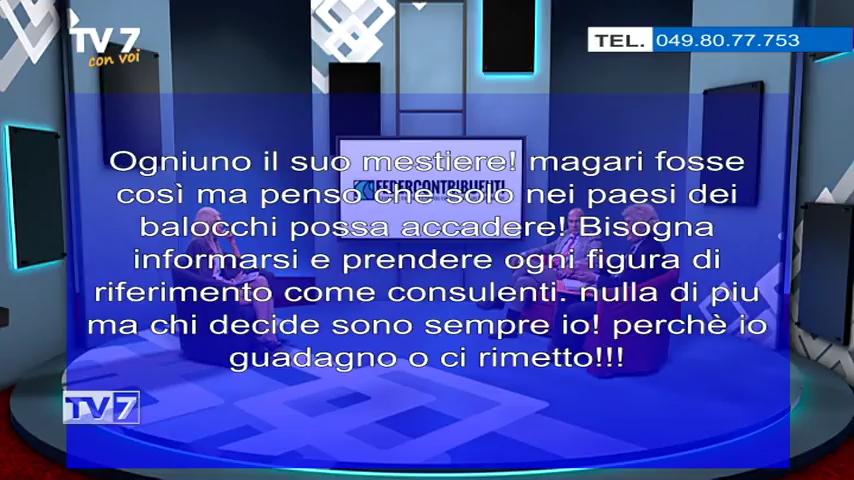 TV7
con voi
TEL. 049.80.77.753
FEDERCONTRIBUENTI
Ogniuno il suo mestiere! magari fosse
così ma penso che solo nei paesi dei
balocchi possa accadere! Bisogna
informarsi e prendere ogni figura di
riferimento come consulenti. nulla di piu
ma chi decide sono sempre io! perchè io
guadagno o ci rimetto!!!
TV7